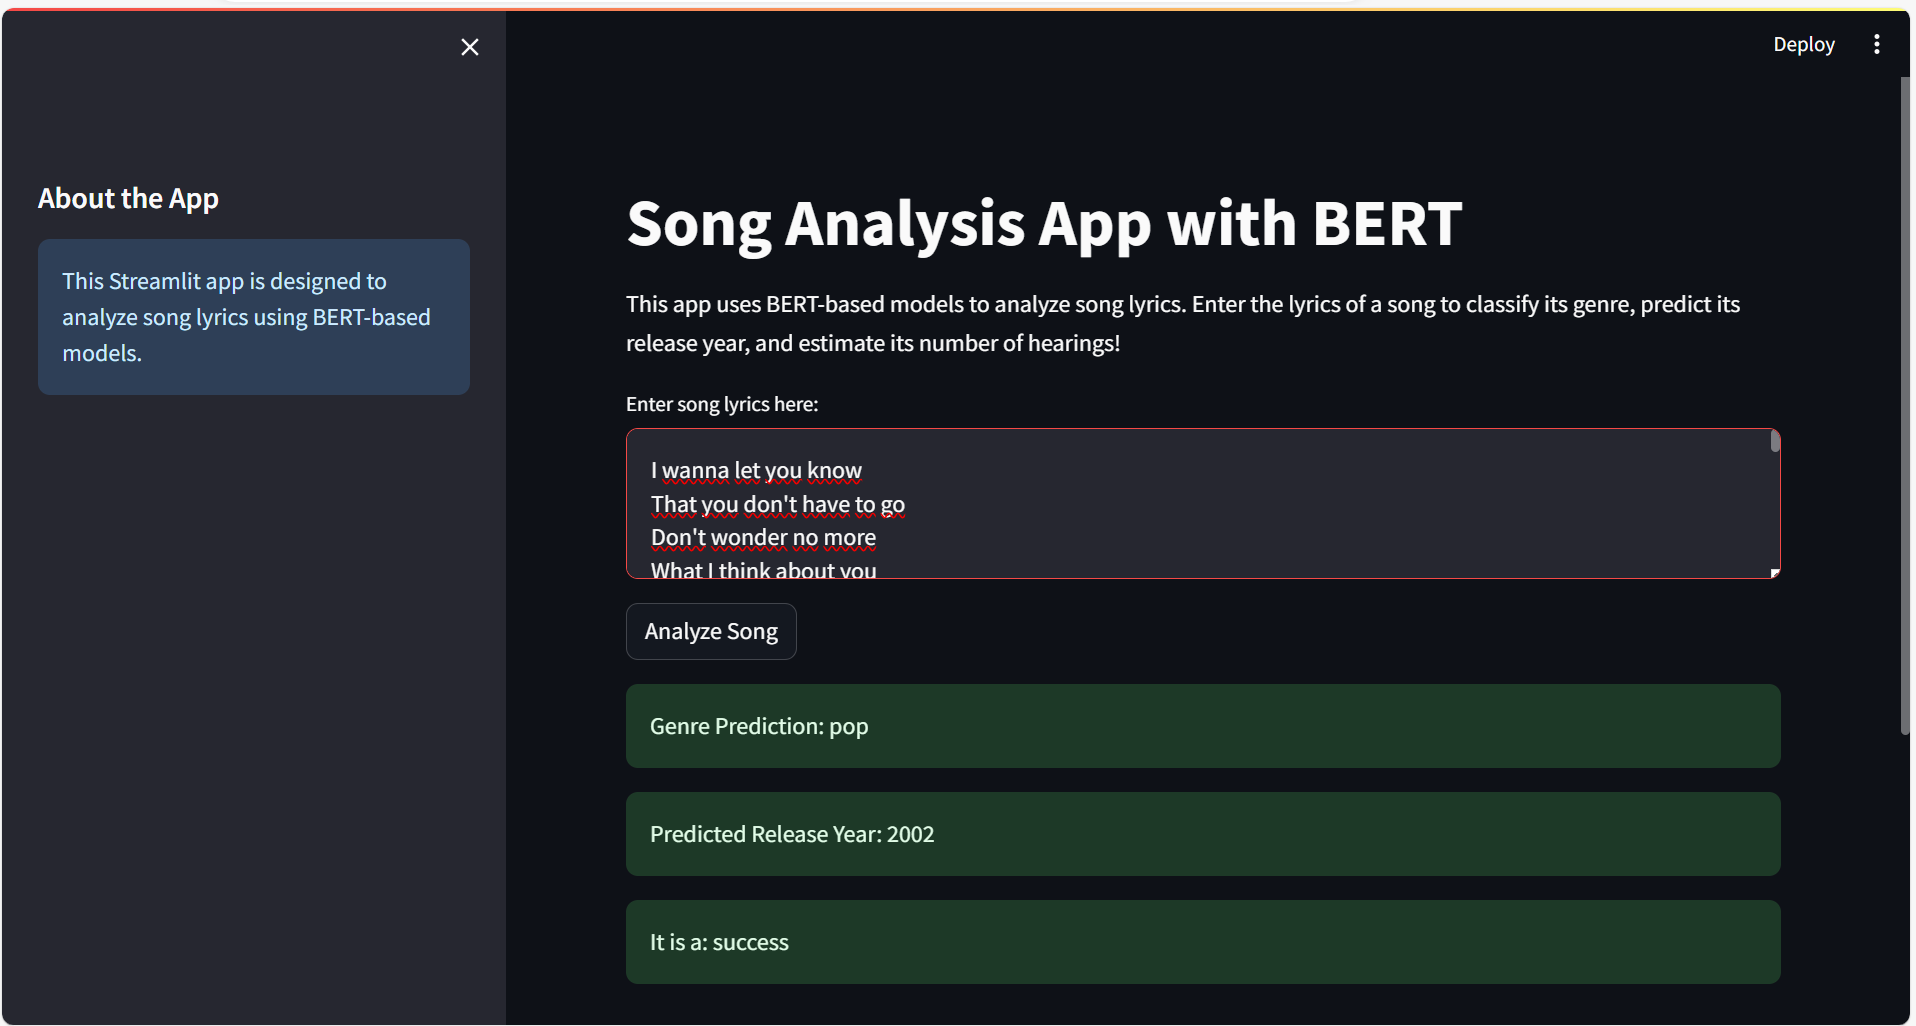 Deploy
About the App
This Streamlit app is designed to
analyze song lyrics using BERT-based
models.
Song Analysis App with BERT
This app uses BERT-based models to analyze song lyrics. Enter the lyrics of a song to classify its genre, predict its
release year, and estimate its number of hearings!
Enter song lyrics here:
I wanna let you know
That you don't have to go
Don't wonder no more
What I think about you
Analyze Song
Genre Prediction: pop
Predicted Release Year: 2002
It is a: success